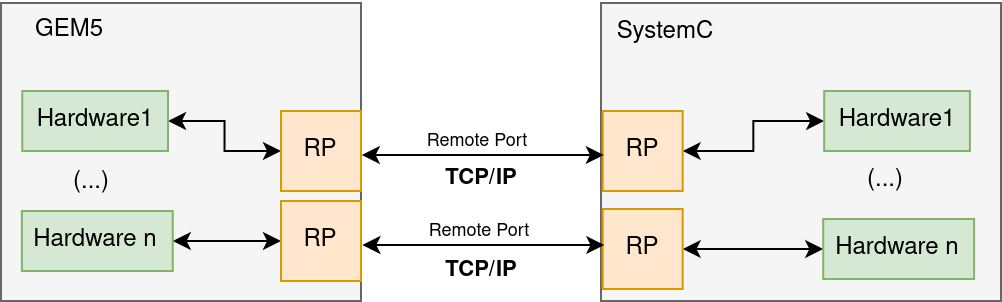 GEM5
SystemC
Hardware1
RP
Remote Port
TCP/IP
RP
Hardware1
(...)
(...)
Hardware n
RP
Remote Port
TCP/IP
RP
Hardware n